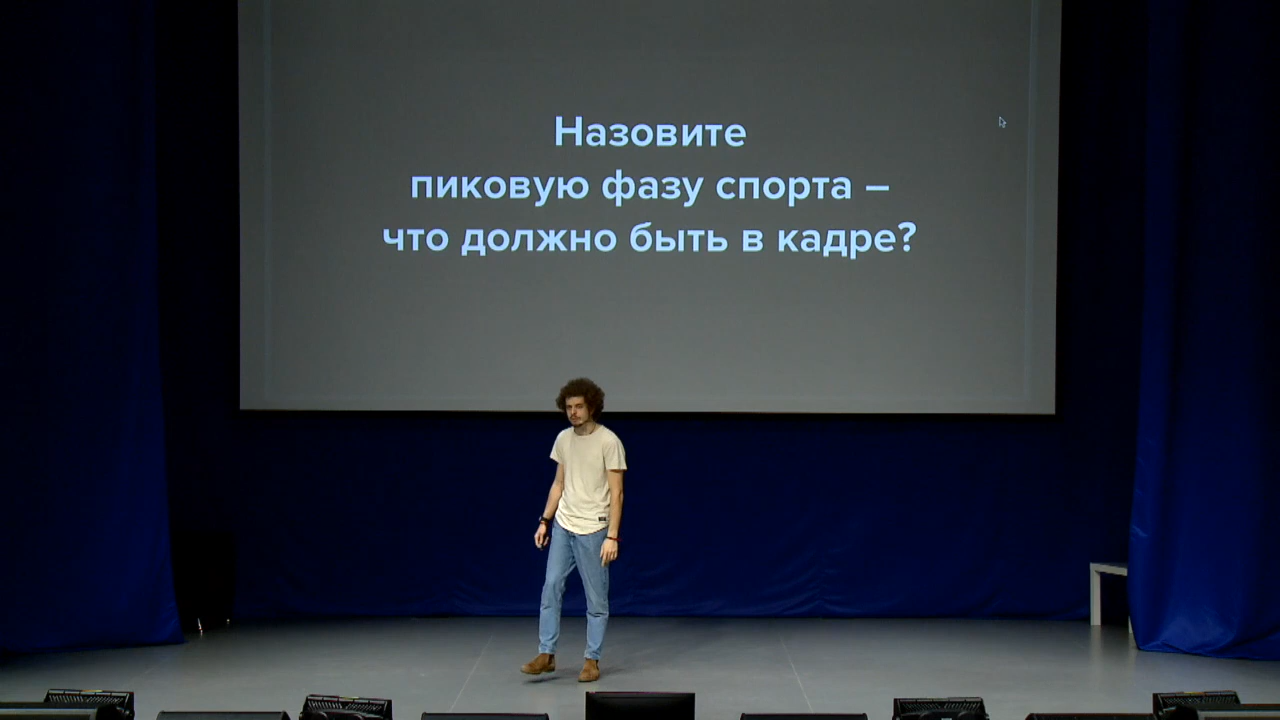 Назовите
пиковую фазу спорта –
что должно быть в кадре?